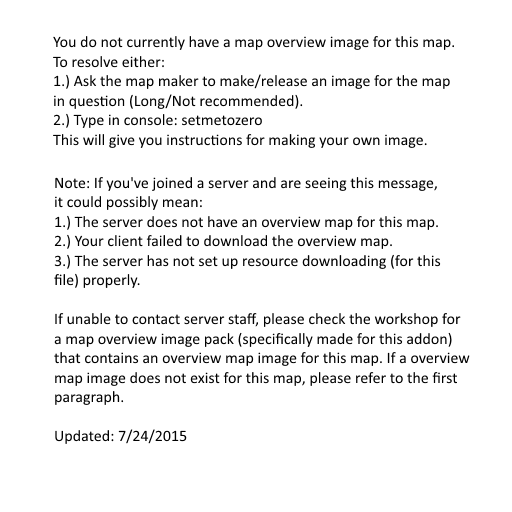 You do not currently have a map overview image for this map.
To resolve either:
1.) Ask the map maker to make/release an image for the map
in question (Long/Not recommended).
2.) Type in console: setmetozero
This will give you instructions for making your own image.
Note: If you've joined a server and are seeing this message,
it could possibly mean:
1.) The server does not have an overview map for this map.
2.) Your client failed to download the overview map.
3.) The server has not set up resource downloading (for this
file) properly.
If unable to contact server staff, please check the workshop for
a map overview image pack (specifically made for this addon)
that contains an overview map image for this map. If a overview
map image does not exist for this map, please refer to the first
paragraph.
Updated: 7/24/2015